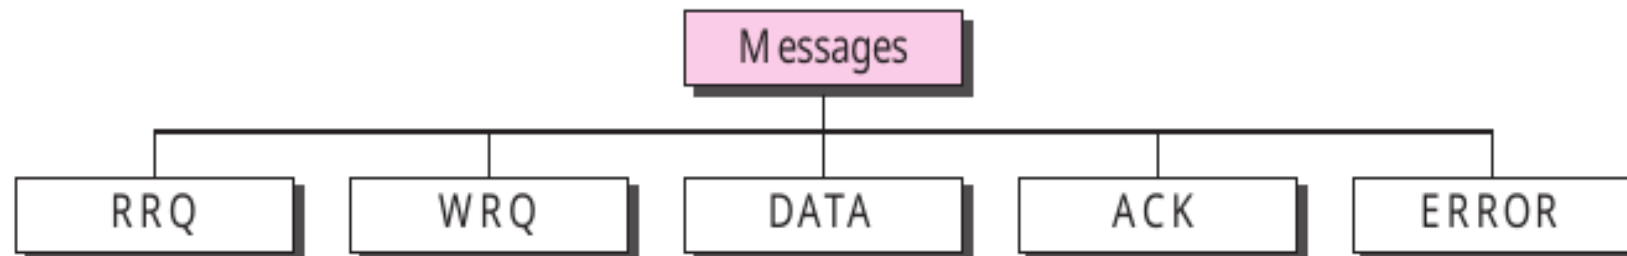 Messages
RRQ
WRQ
DATA
ACK
ERROR